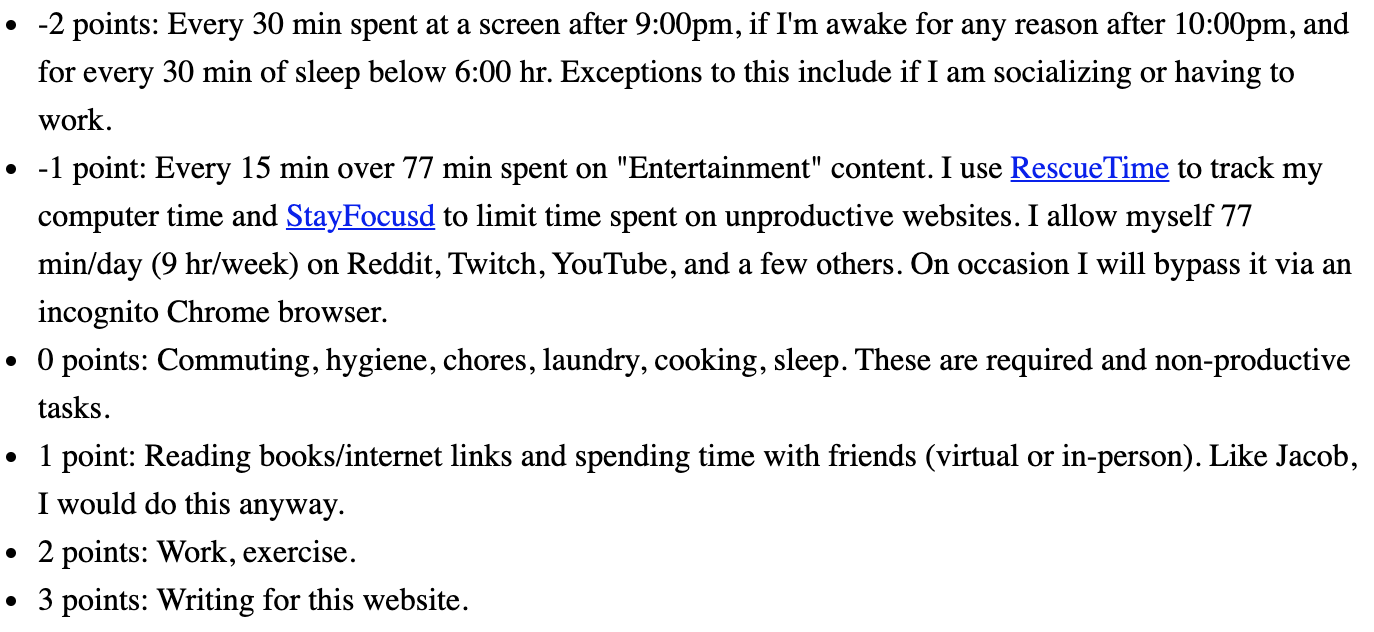 • -2 points: Every 30 min spent at a screen after 9:00pm, if I'm awake for any reason after 10:00pm, and
for every 30 min of sleep below 6:00 hr. Exceptions to this include if I am socializing or having to
work.
• -1 point: Every 15 min over 77 min spent on "Entertainment" content. I use RescueTime to track my
computer time and StayFocusd to limit time spent on unproductive websites. I allow myself 77
min/day (9 hr/week) on Reddit, Twitch, YouTube, and a few others. On occasion I will bypass it via an
incognito Chrome browser.
• 0 points: Commuting, hygiene, chores, laundry, cooking, sleep. These are required and non-productive
tasks.
• 1 point: Reading books/internet links and spending time with friends (virtual or in-person). Like Jacob,
I would do this anyway.
• 2 points: Work, exercise.
• 3 points: Writing for this website.